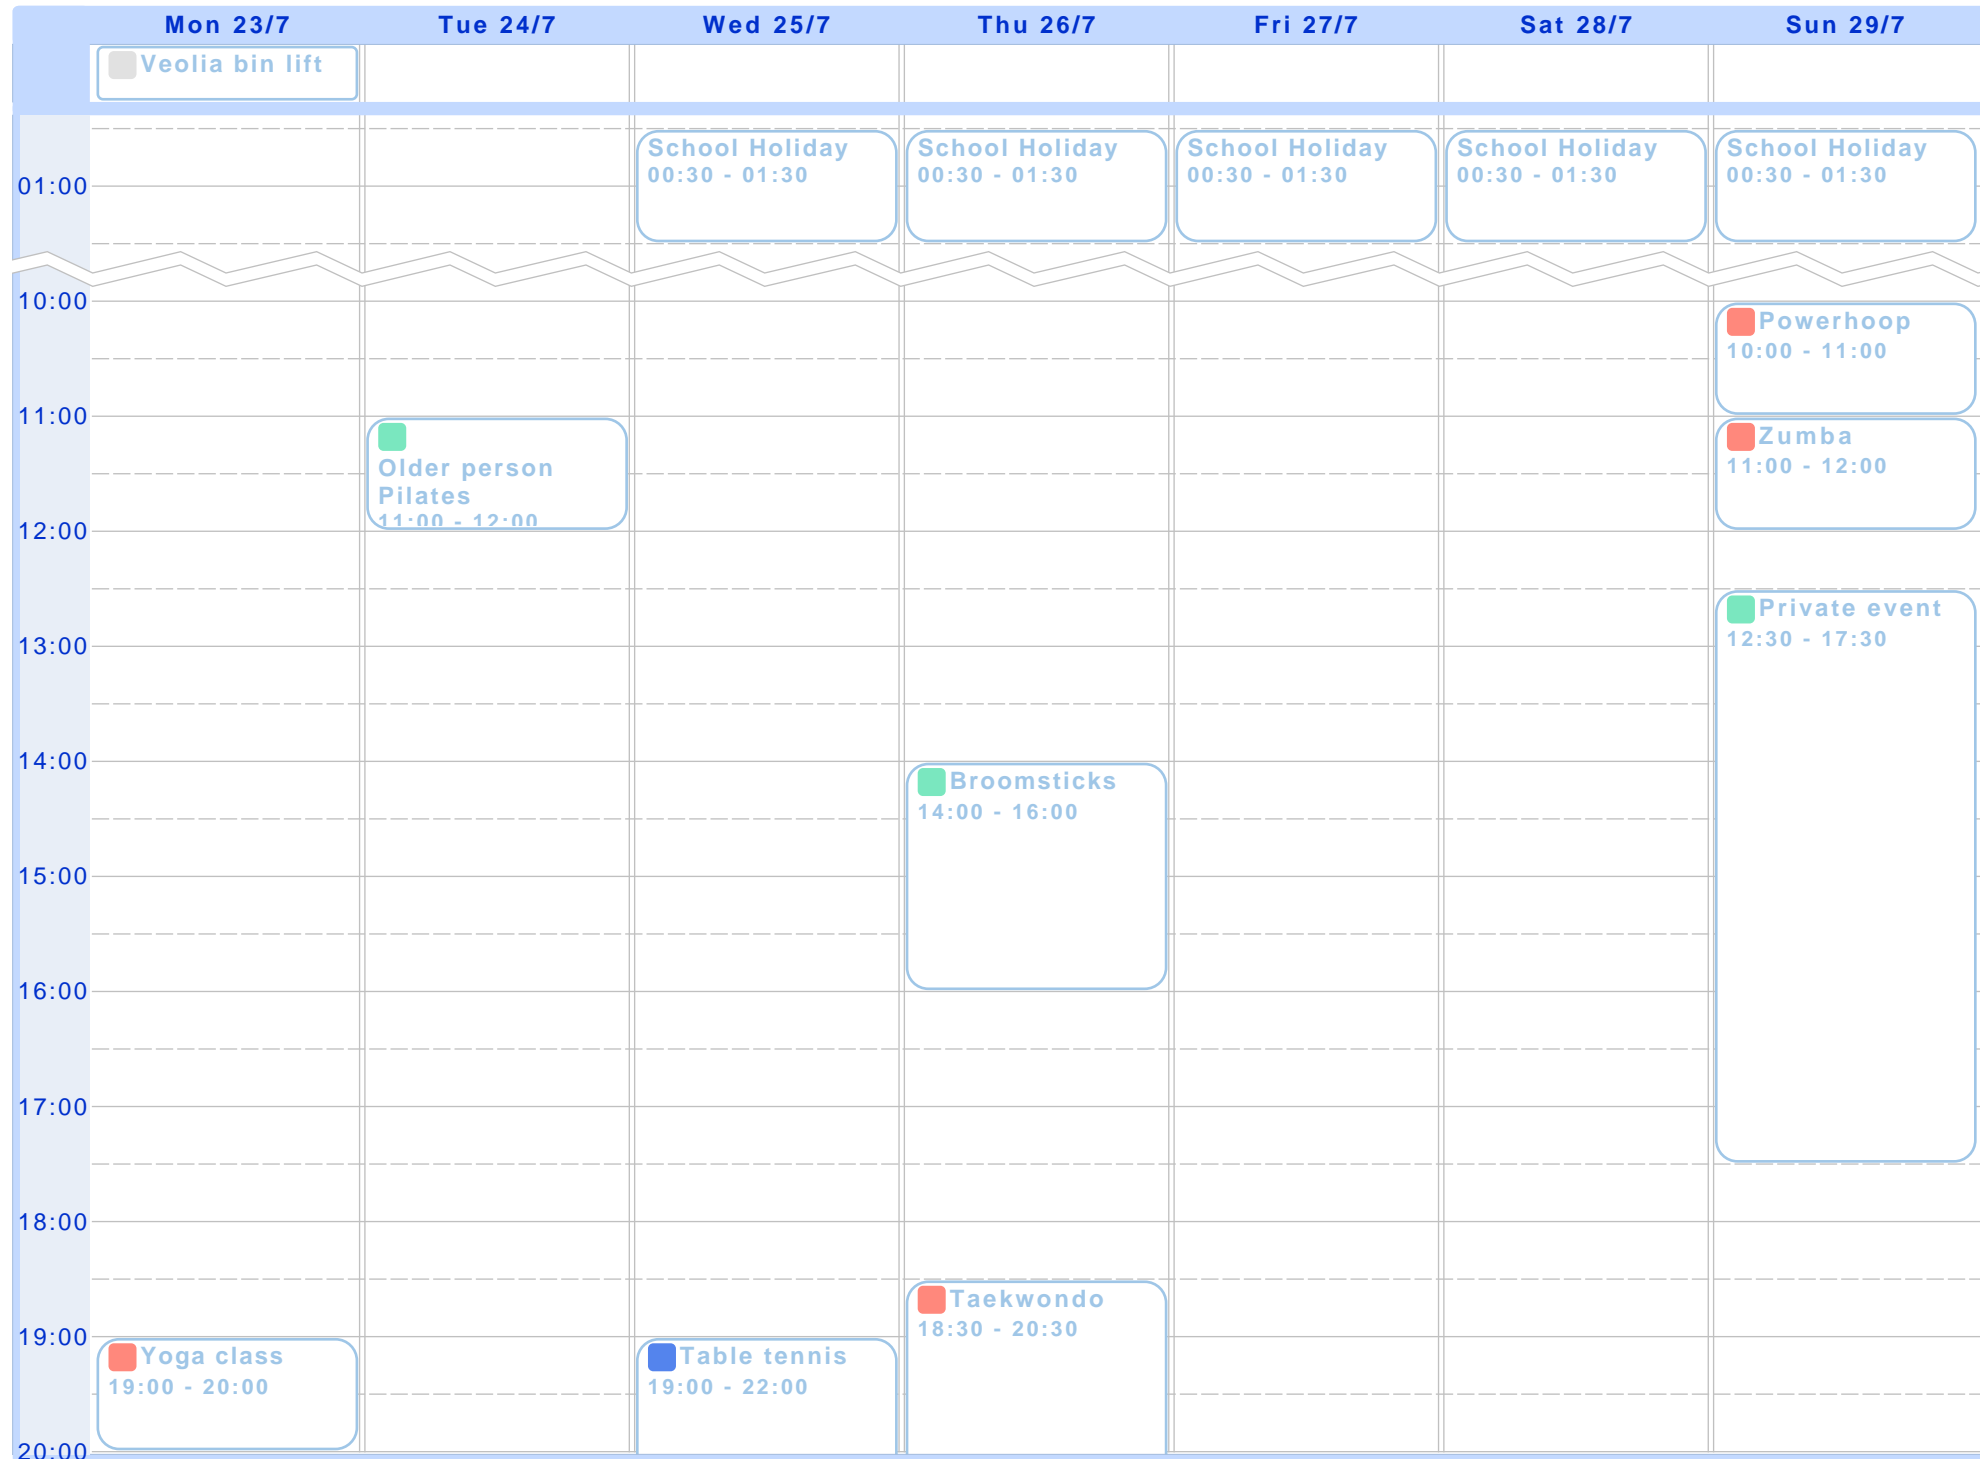 Mon 23/7
Tue 24/7
Wed 25/7
Thu 26/7
Fri 27/7
Sat 28/7
Sun 29/7
Veolia bin lift
School Holiday
00:30 - 01:30
School Holiday
00:30 - 01:30
School Holiday
00:30 - 01:30
School Holiday
00:30 - 01:30
School Holiday
00:30 - 01:30
01:00
10:00
Powerhoop
10:00 - 11:00
11:00
Older person
Pilates
11:00 - 12:00
Zumba
11:00 - 12:00
12:00
Private event
12:30 - 17:30
13:00
14:00
Broomsticks
14:00 - 16:00
15:00
16:00
17:00
18:00
Taekwondo
18:30 - 20:30
19:00
Yoga class
19:00 - 20:00
Table tennis
19:00 - 22:00
20:00